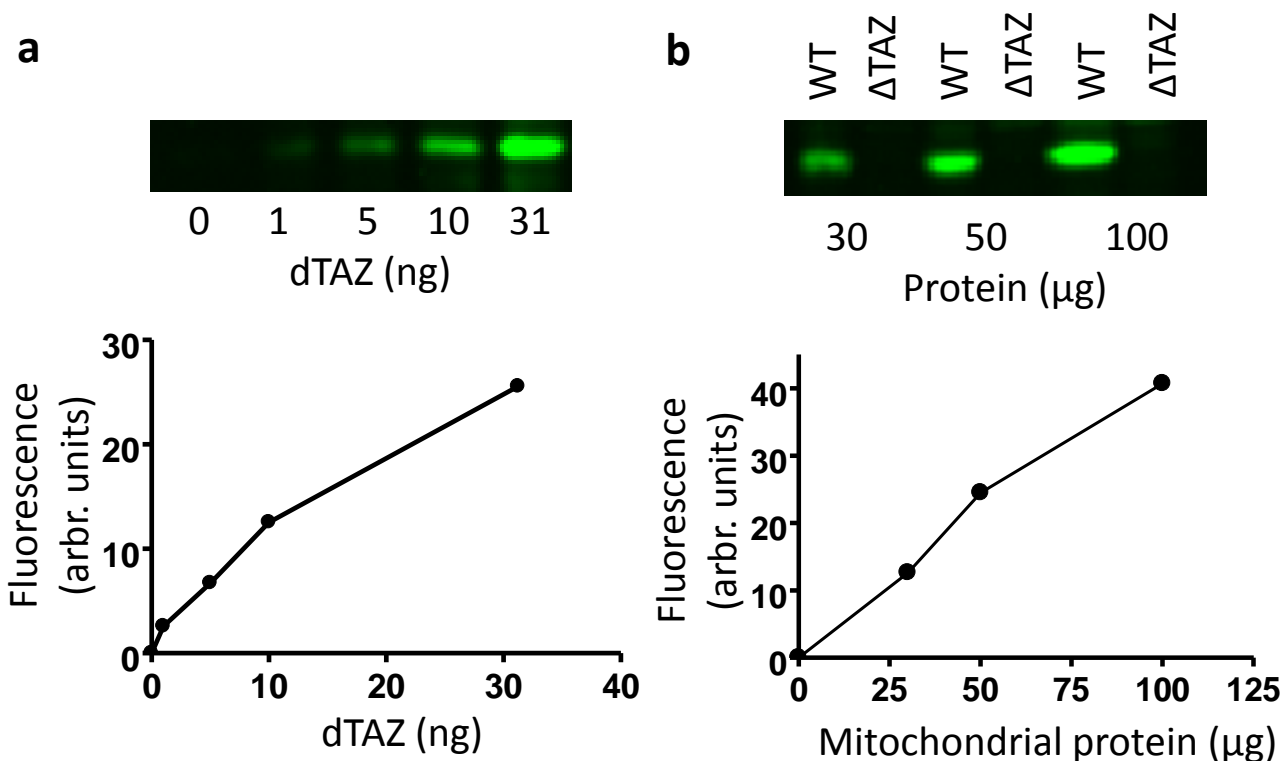 a
0 1 5 10 31
dTAZ (ng)
30
20
10
0
Fluorescence
(arbr. units)
0 10 20 30 40
dTAZ (ng)
b
WT ΔTAZ WT ΔTAZ WT ΔTAZ
30 50 100
Protein (µg)
40
30
20
10
0
Fluorescence
(arbr. units)
0 25 50 75 100 125
Mitochondrial protein (µg)